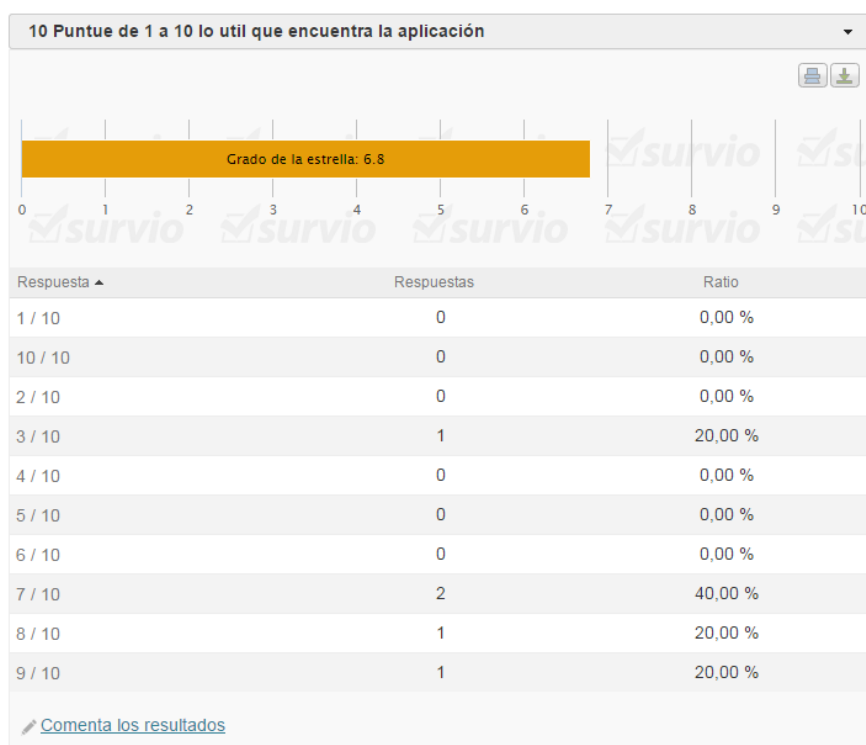 10 Puntue de 1 a 10 lo util que encuentra la aplicación
Grado de la estrella: 6.8
0 1 2 3 4 5 6 7 8 9 10
survio survio survio survio
Respuesta Respuestas Ratio
1 / 10 0 0,00 %
10 / 10 0 0,00 %
2 / 10 0 0,00 %
3 / 10 1 20,00 %
4 / 10 0 0,00 %
5 / 10 0 0,00 %
6 / 10 0 0,00 %
7 / 10 2 40,00 %
8 / 10 1 20,00 %
9 / 10 1 20,00 %
Comenta los resultados